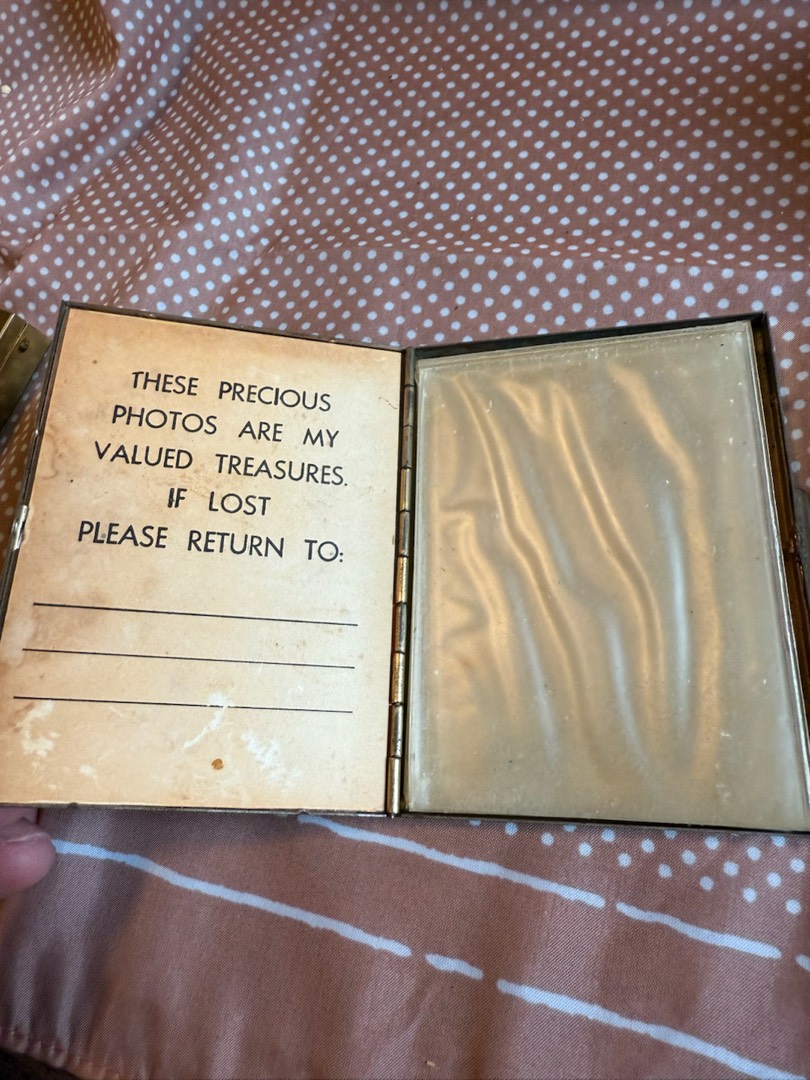 THESE PRECIOUS
PHOTOS ARE MY
VALUED TREASURES.
IF LOST
PLEASE RETURN TO: